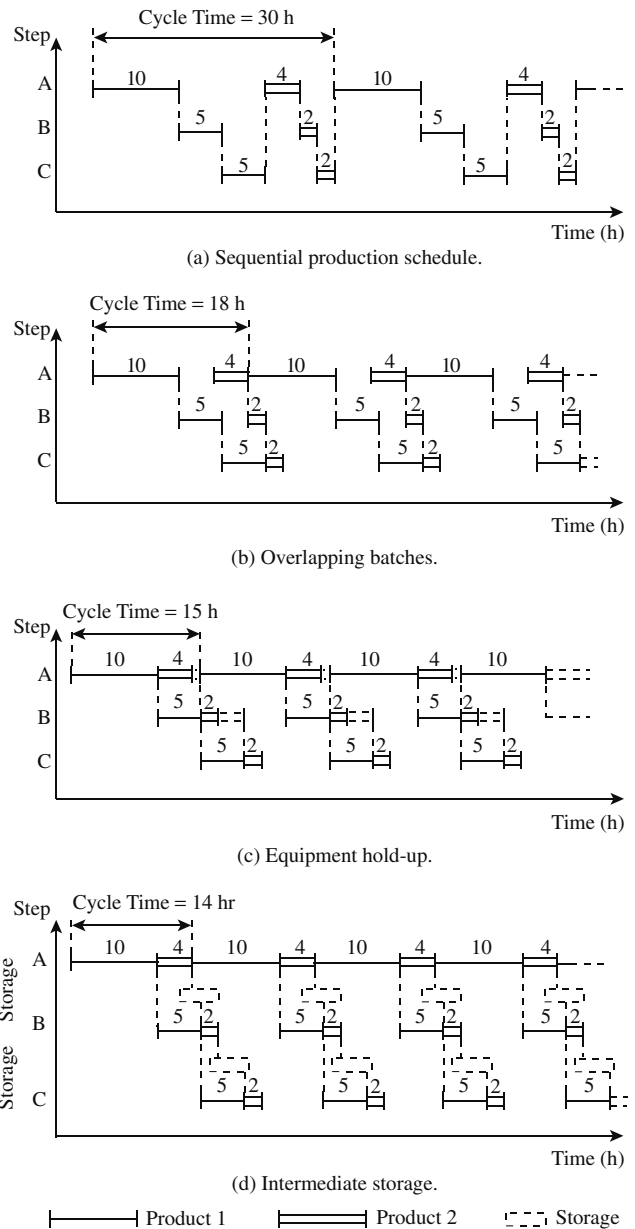 Cycle Time = 30 h
Step
A 10 4 10 4
B 5 2 5 2
C 5 2 5 2
Time (h)
(a) Sequential production schedule.
Cycle Time = 18 h
Step
A 10 4 10 4 10 4
B 5 2 5 2 5 2
C 5 2 5 2 5
Time (h)
(b) Overlapping batches.
Cycle Time = 15 h
Step
A 10 4 10 4 10 4 10
B 5 2 5 2 5 2
C 5 2 5 2 5 2
Time (h)
(c) Equipment hold-up.
Cycle Time = 14 hr
Step
A 10 4 10 4 10 4 10 4
Storage
B 5 2 5 2 5 2 5 2
Storage
C 5 2 5 2 5 2 5
Time (h)
(d) Intermediate storage.
Product 1 Product 2 Storage